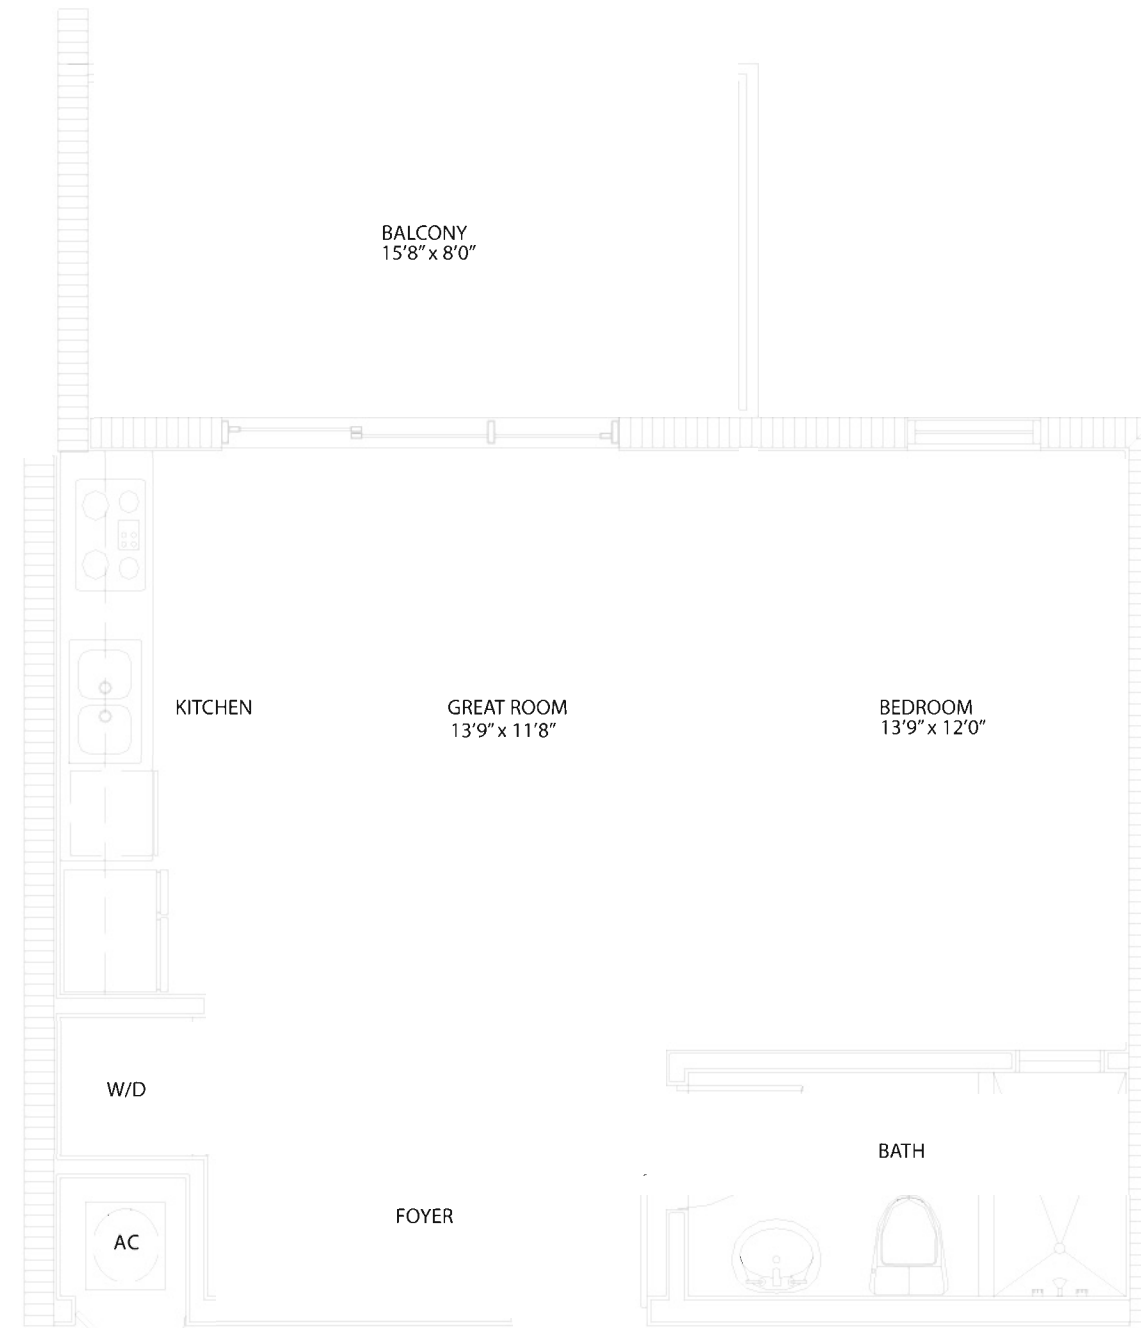 BALCONY
15'8" x 8'0"
KITCHEN
GREAT ROOM
13'9" x 11'8"
BEDROOM
13'9" x 12'0"
W/D
BATH
FOYER
AC